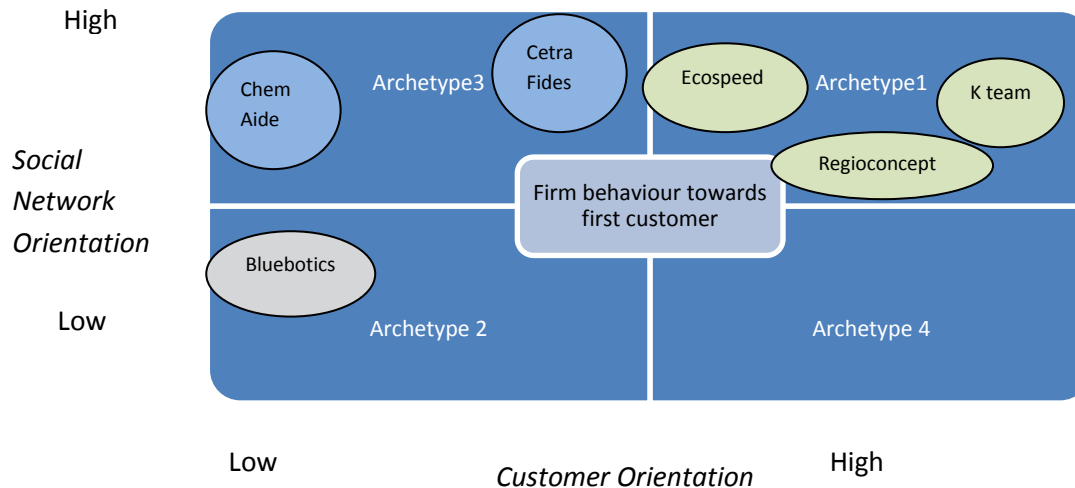 High
Social
Network
Orientation
Low
Chem
Aide
Archetype3
Cetra
Fides
Ecospeed
Archetype1
K team
Regioconcept
Firm behaviour towards
first customer
Bluebotics
Archetype 2
Archetype 4
Low
Customer Orientation
High